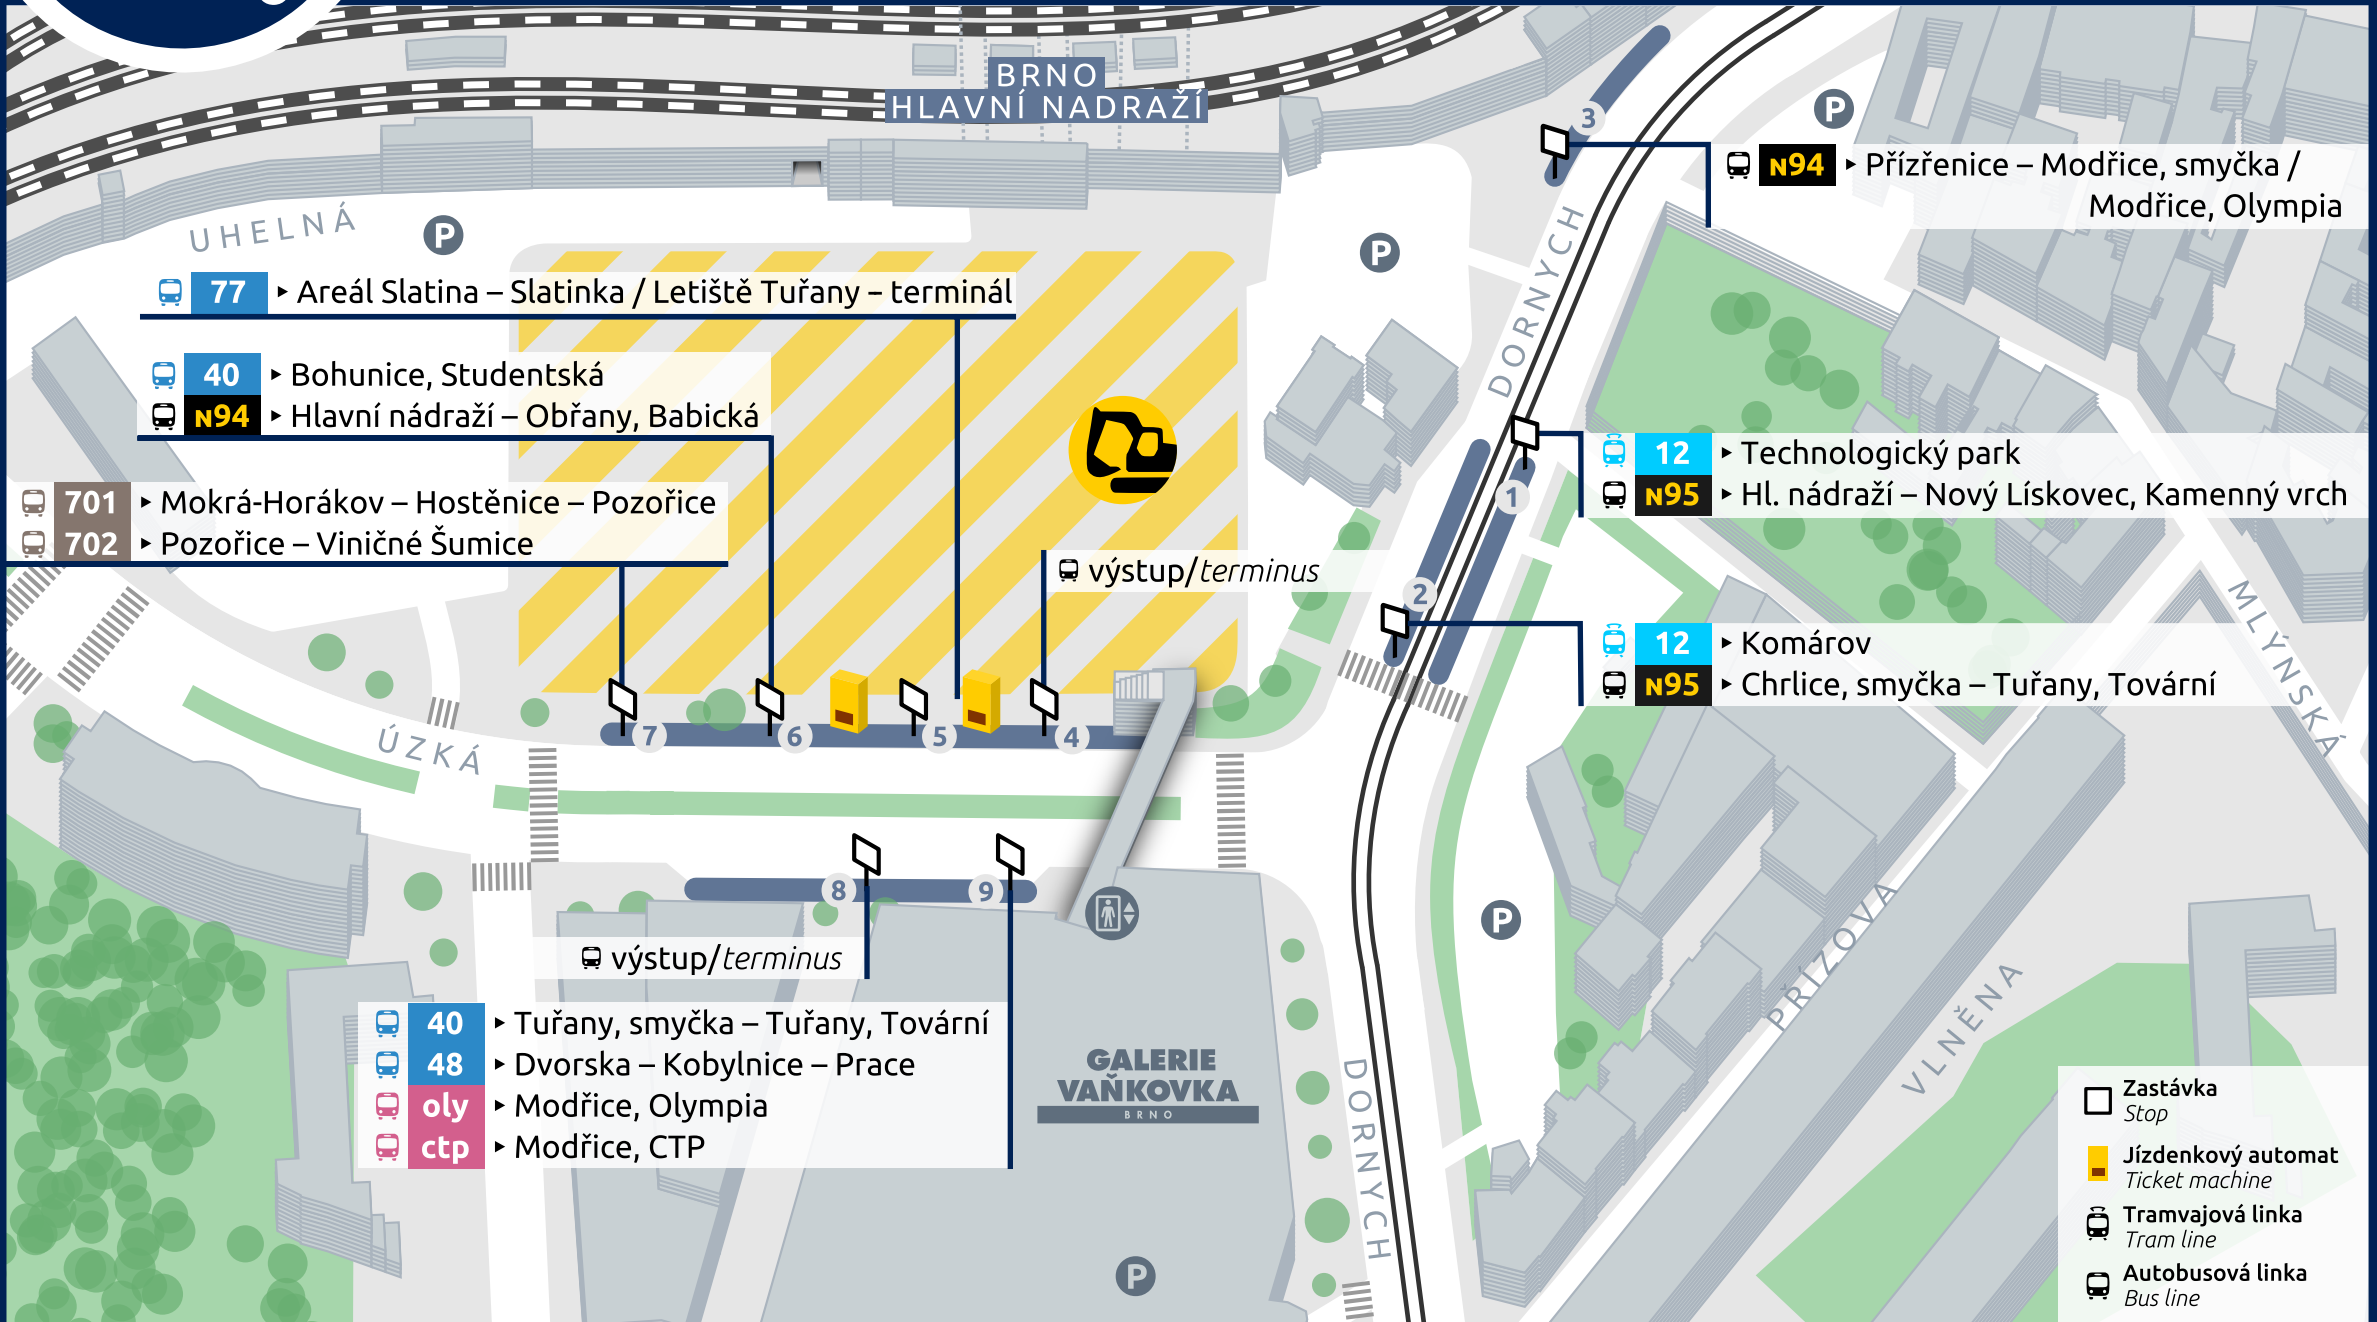 BRNO
HLAVNÍ NADRAŽÍ
3
P
P
N94 ▸ Přízřenice – Modřice, smyčka /
Modřice, Olympia
UHELNÁ
P
DORNYCH
77 ▸ Areál Slatina – Slatinka / Letiště Tuřany – terminál
40 ▸ Bohunice, Studentská
N94 ▸ Hlavní nádraží – Obřany, Babická
12 ▸ Technologický park
N95 ▸ Hl. nádraží – Nový Lískovec, Kamenný vrch
1
701 ▸ Mokrá-Horákov – Hostěnice – Pozořice
702 ▸ Pozořice – Viničné Šumice
výstup/terminus
2
MLÝNSKÁ
12 ▸ Komárov
N95 ▸ Chrlice, smyčka – Tuřany, Tovární
ÚZKÁ
7
6
5
4
8
9
P
PŘÍZOVA
VLNĚNA
výstup/terminus
40 ▸ Tuřany, smyčka – Tuřany, Tovární
48 ▸ Dvorska – Kobylnice – Prace
oly ▸ Modřice, Olympia
ctp ▸ Modřice, CTP
GALERIE
VAŇKOVKA
BRNO
DORNYCH
P
Zastávka
Stop
Jízdenkový automat
Ticket machine
Tramvajová linka
Tram line
Autobusová linka
Bus line